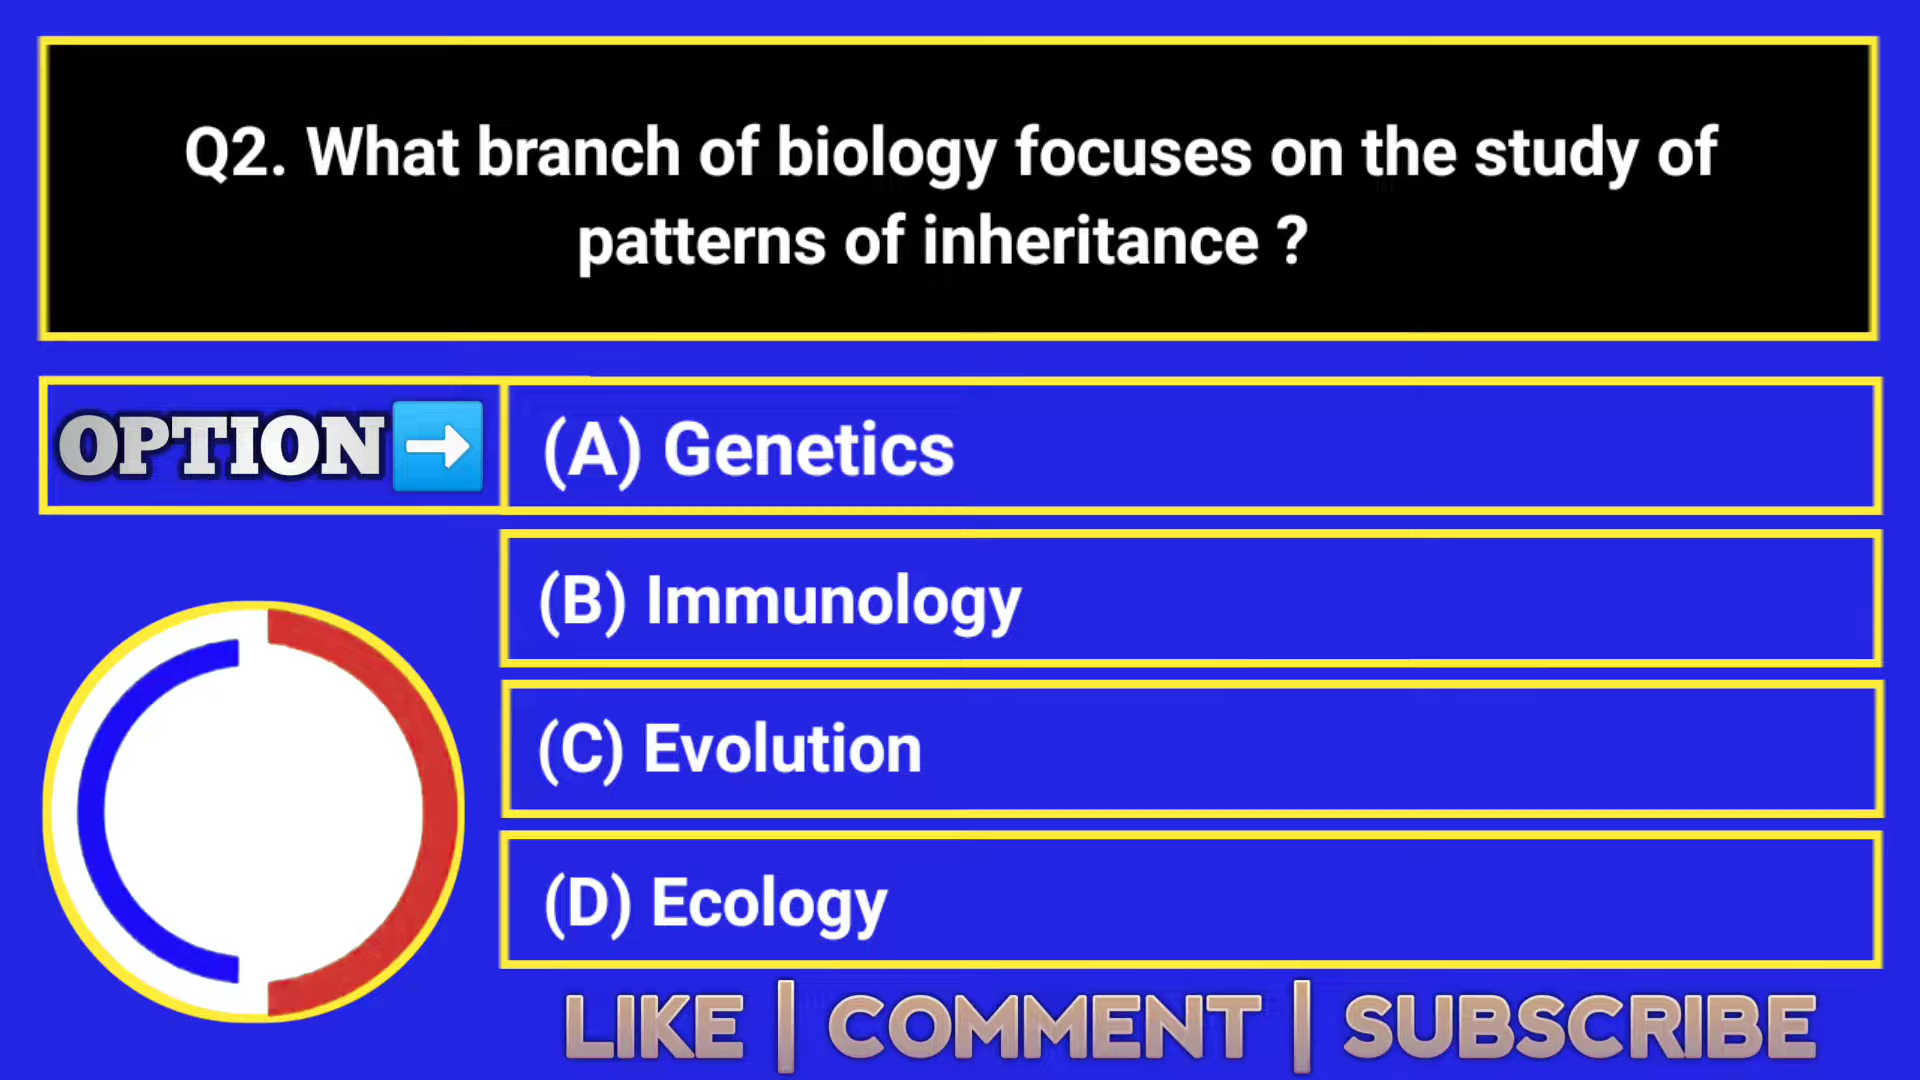 Q2. What branch of biology focuses on the study of
patterns of inheritance ?
OPTION➡
(A) Genetics
(B) Immunology
(C) Evolution
(D) Ecology
LIKE | COMMENT | SUBSCRIBE